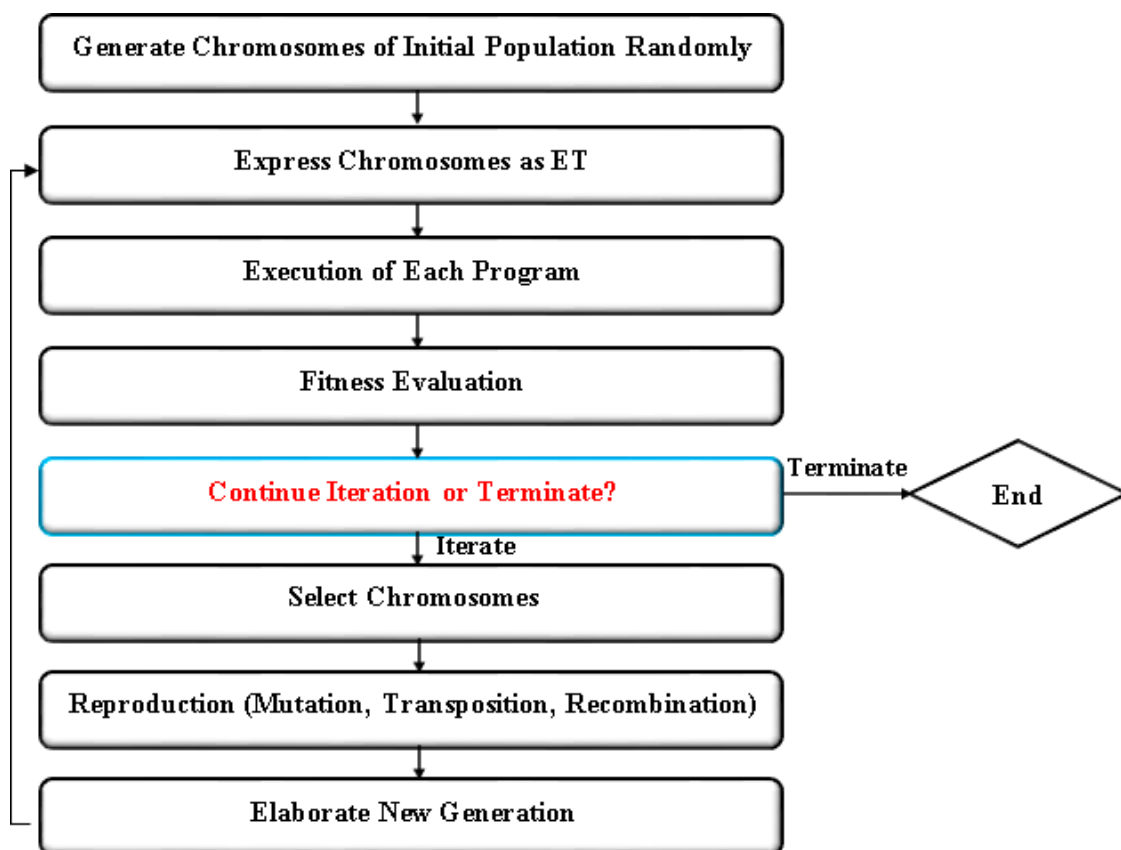 Generate Chromosomes of Initial Population Randomly
Express Chromosomes as ET
Execution of Each Program
Fitness Evaluation
Continue Iteration or Terminate?
Terminate
End
Iterate
Select Chromosomes
Reproduction (Mutation, Transposition, Recombination)
Elaborate New Generation